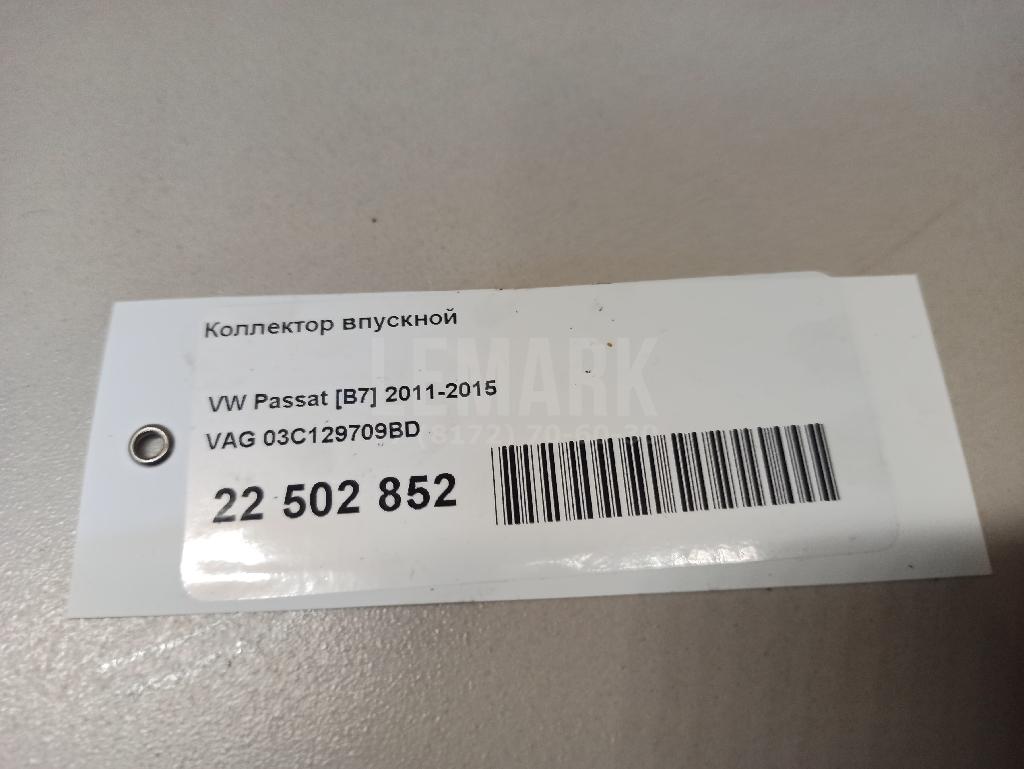 Коллектор впускной
LEMARK
VW Passat [B7] 2011-2015
VAG 03C129709BD
22 502 852